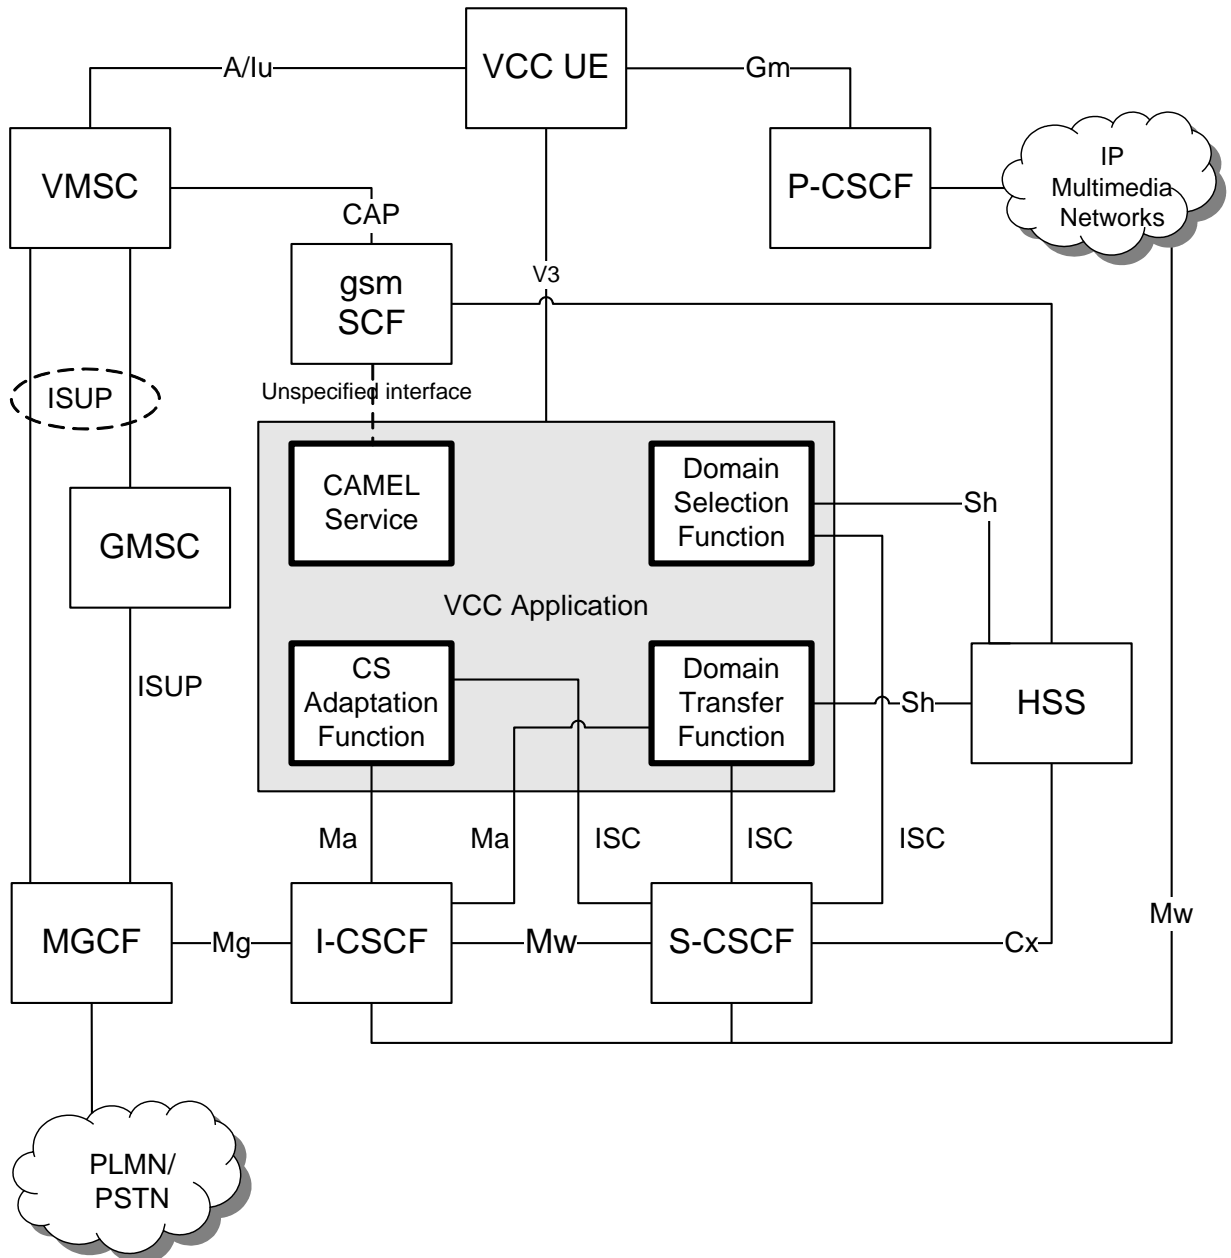 VCC UE
A/Iu
Gm
VMSC
P-CSCF
IP
Multimedia
Networks
CAP
gsm
SCF
V3
Unspecified interface
ISUP
CAMEL
Service
Domain
Selection
Function
Sh
GMSC
VCC Application
ISUP
CS
Adaptation
Function
Domain
Transfer
Function
Sh
HSS
Ma
Ma
ISC
ISC
ISC
Mw
MGCF
Mg
I-CSCF
Mw
S-CSCF
Cx
PLMN/
PSTN